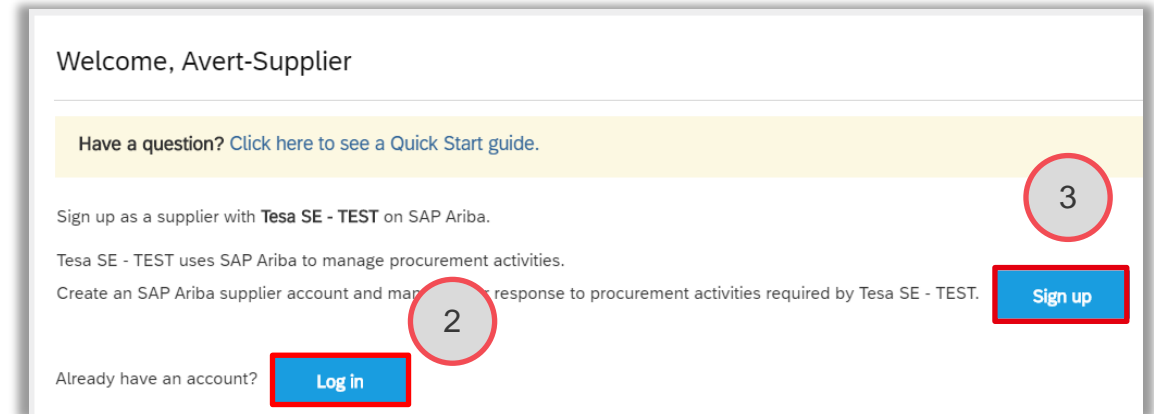 Welcome, Avert-Supplier
Have a question? Click here to see a Quick Start guide.
3
Sign up as a supplier with Tesa SE - TEST on SAP Ariba.
Tesa SE - TEST uses SAP Ariba to manage procurement activities.
Create an SAP Ariba supplier account and response to procurement activities required by Tesa SE - TEST.
Sign up
2
Already have an account?
Log in